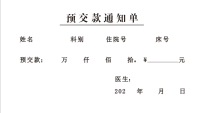 预交款通知单
姓名 科别 住院号 床号
预交款: 万 仟 佰 拾. ¥ 元
医生:
202 年 月 日